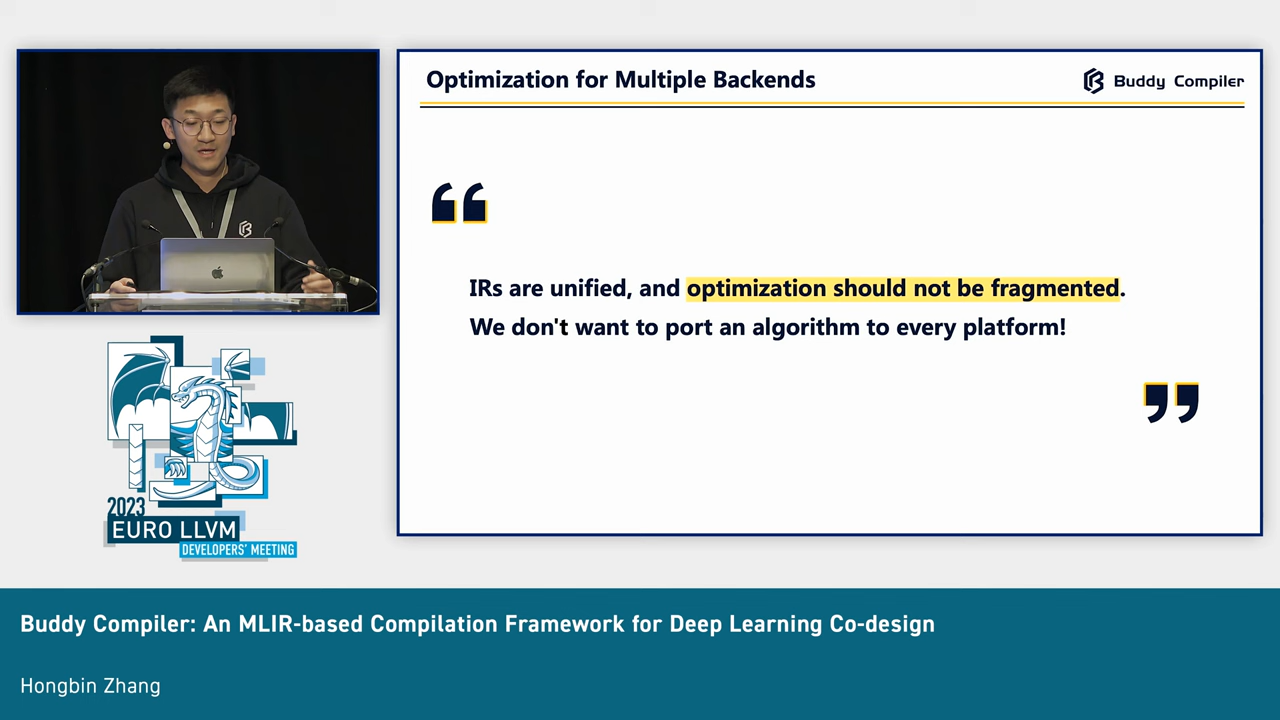 Optimization for Multiple Backends
Buddy Compiler
“
IRs are unified, and optimization should not be fragmented.
We don't want to port an algorithm to every platform!
”
2023
EURO LLVM
DEVELOPERS' MEETING
Buddy Compiler: An MLIR-based Compilation Framework for Deep Learning Co-design
Hongbin Zhang